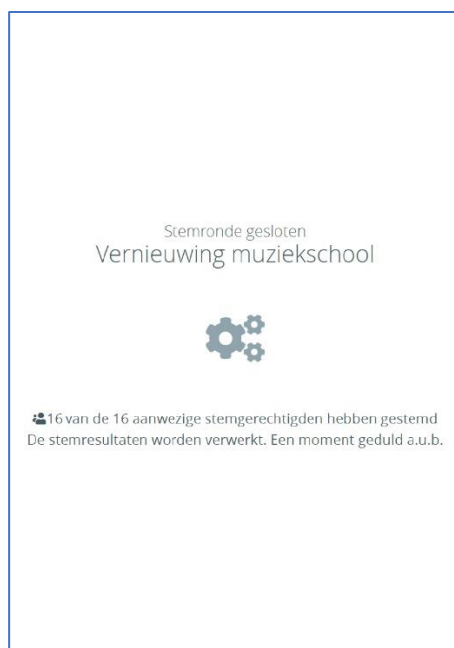 Stemronde gesloten
Vernieuwing muziekschool
16 van de 16 aanwezige stemgerechtigden hebben gestemd
De stemresultaten worden verwerkt. Een moment geduld a.u.b.